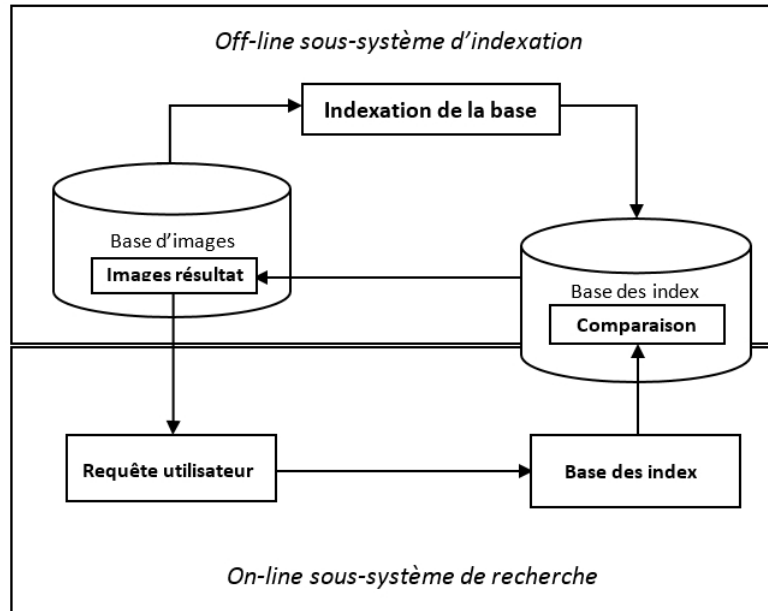 Off-line sous-système d'indexation
Indexation de la base
Base d'images
Images résultat
Base des index
Comparaison
Requête utilisateur
Base des index
On-line sous-système de recherche